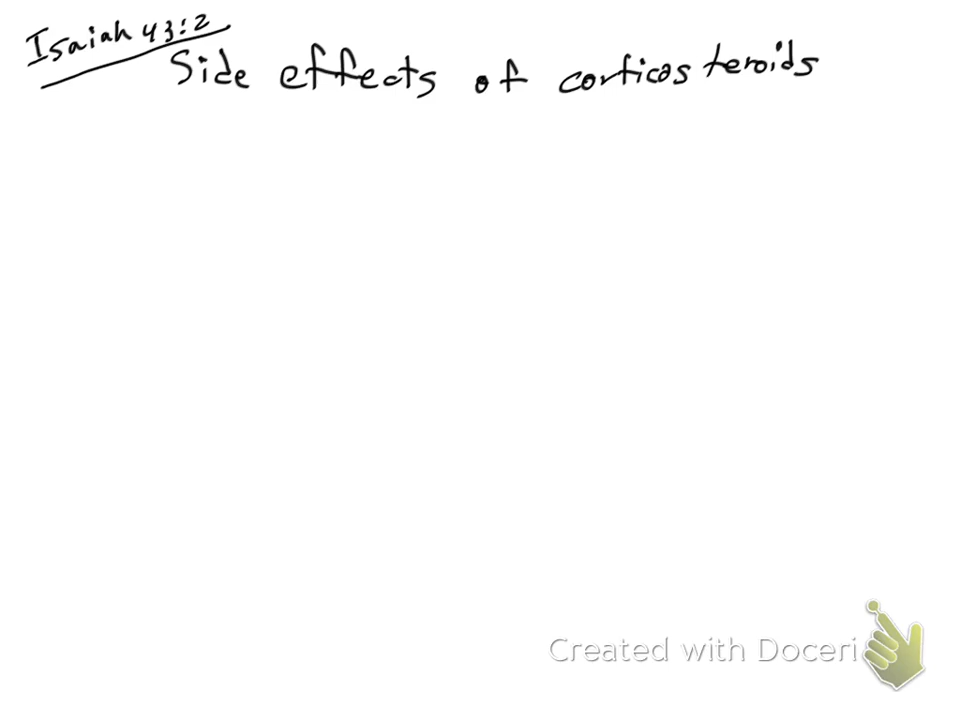 Isaiah 43:2
Side effects of corticosteroids
Created with Doceri